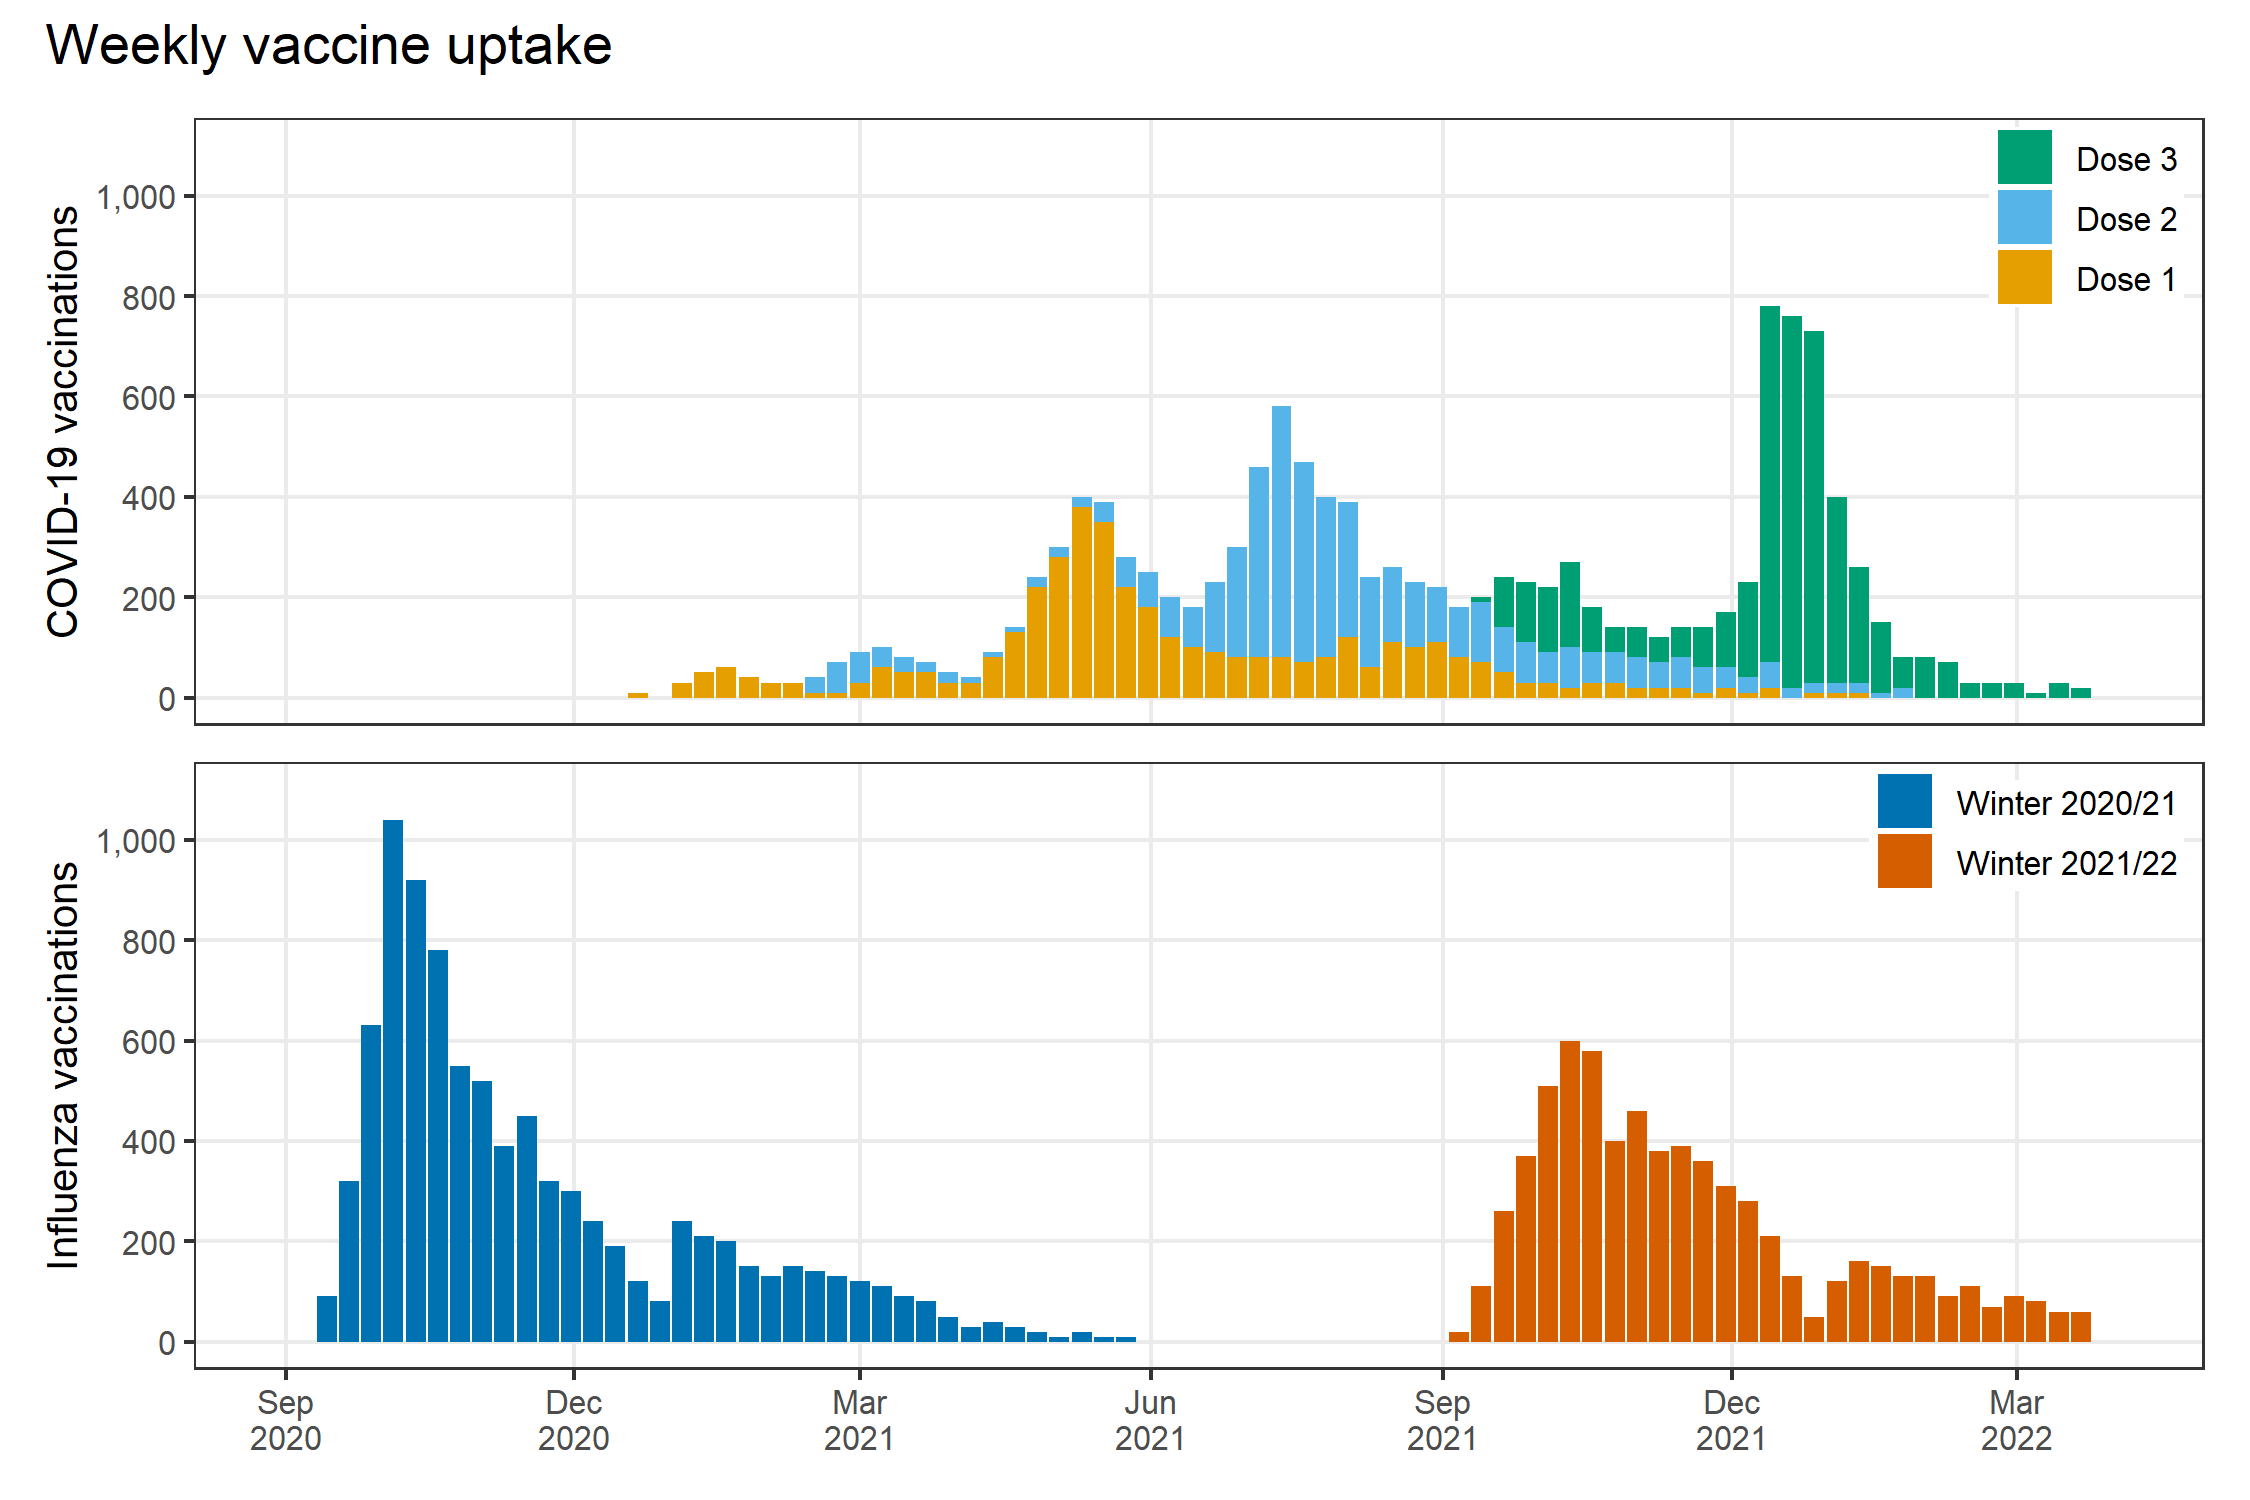 Weekly vaccine uptake
COVID-19 vaccinations
1,000
800
600
400
200
0
Dose 3
Dose 2
Dose 1
Influenza vaccinations
1,000
800
600
400
200
0
Winter 2020/21
Winter 2021/22
Sep
2020
Dec
2020
Mar
2021
Jun
2021
Sep
2021
Dec
2021
Mar
2022